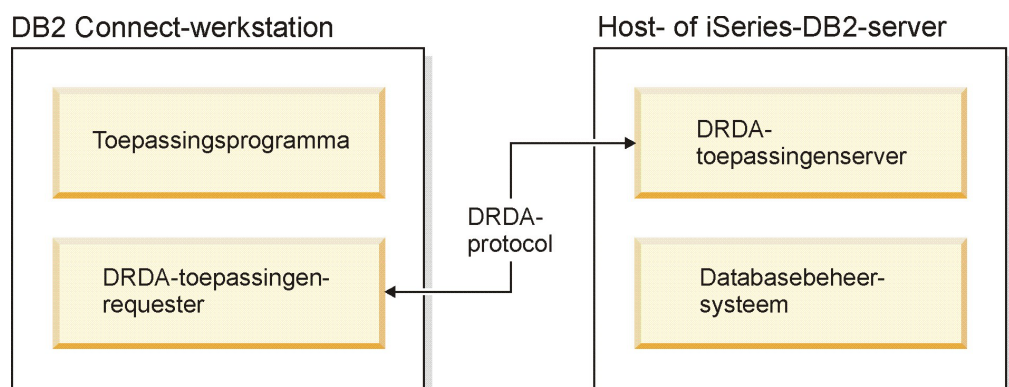 DB2 Connect-werkstation
Toepassingsprogramma
DRDA-toepassingen-
requester
DRDA-
protocol
Host- of iSeries-DB2-server
DRDA-
toepassingenserver
Databasebeheer-
systeem